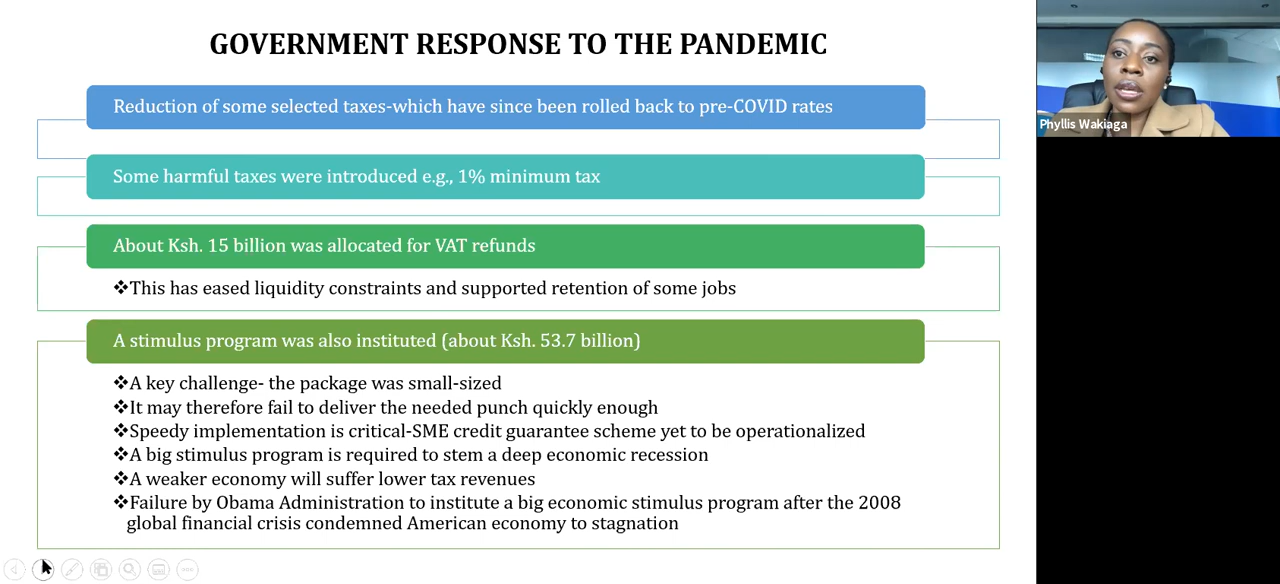 GOVERNMENT RESPONSE TO THE PANDEMIC
Reduction of some selected taxes-which have since been rolled back to pre-COVID rates
Some harmful taxes were introduced e.g., 1% minimum tax
About Ksh. 15 billion was allocated for VAT refunds
❖This has eased liquidity constraints and supported retention of some jobs
A stimulus program was also instituted (about Ksh. 53.7 billion)
❖A key challenge- the package was small-sized
❖It may therefore fail to deliver the needed punch quickly enough
❖Speedy implementation is critical-SME credit guarantee scheme yet to be operationalized
❖A big stimulus program is required to stem a deep economic recession
❖A weaker economy will suffer lower tax revenues
❖Failure by Obama Administration to institute a big economic stimulus program after the 2008
global financial crisis condemned American economy to stagnation
Phyllis Wakiaga